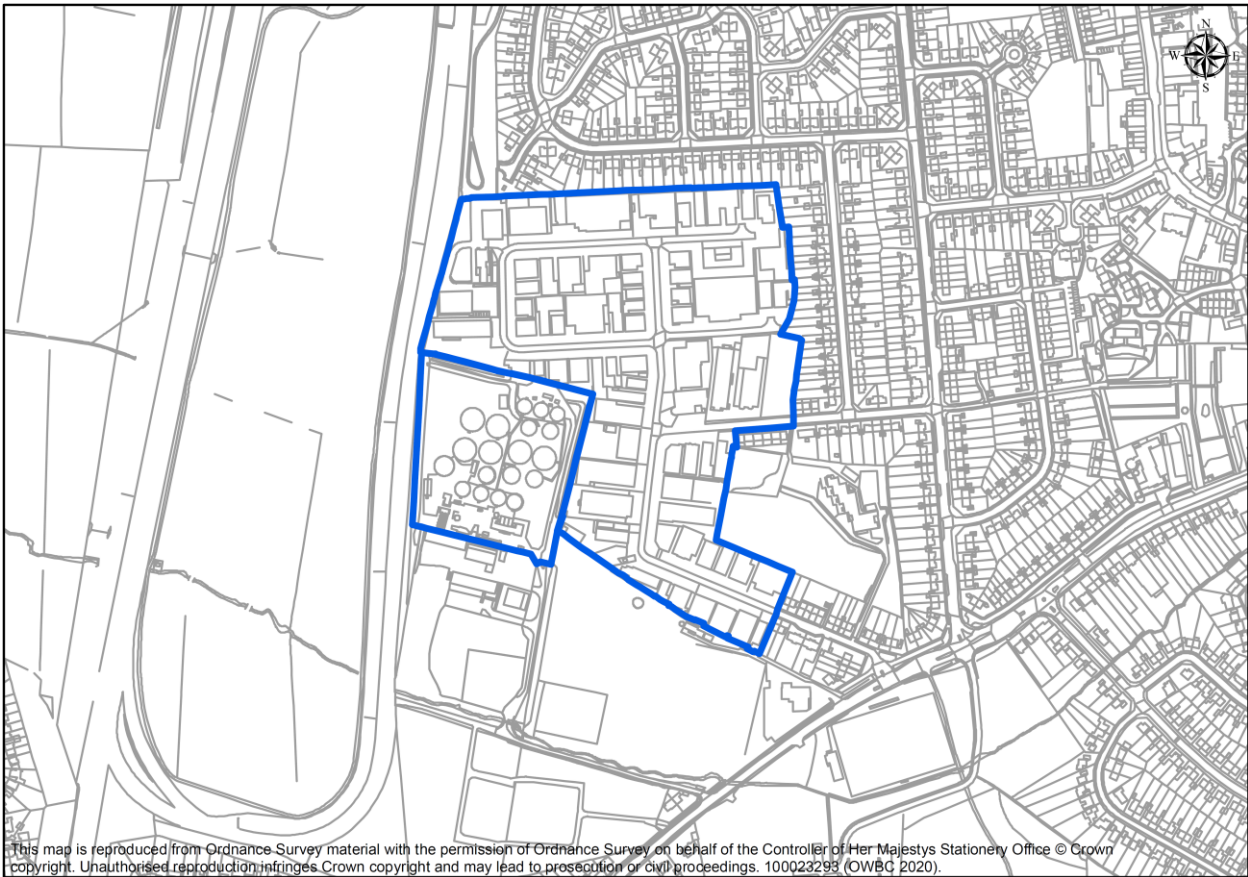 N
W E
S
This map is reproduced from Ordnance Survey material with the permission of Ordnance Survey on behalf of the Controller of Her Majestys Stationery Office © Crown
copyright. Unauthorised reproduction infringes Crown copyright and may lead to prosecution or civil proceedings. 100023293 (OWBC 2020).